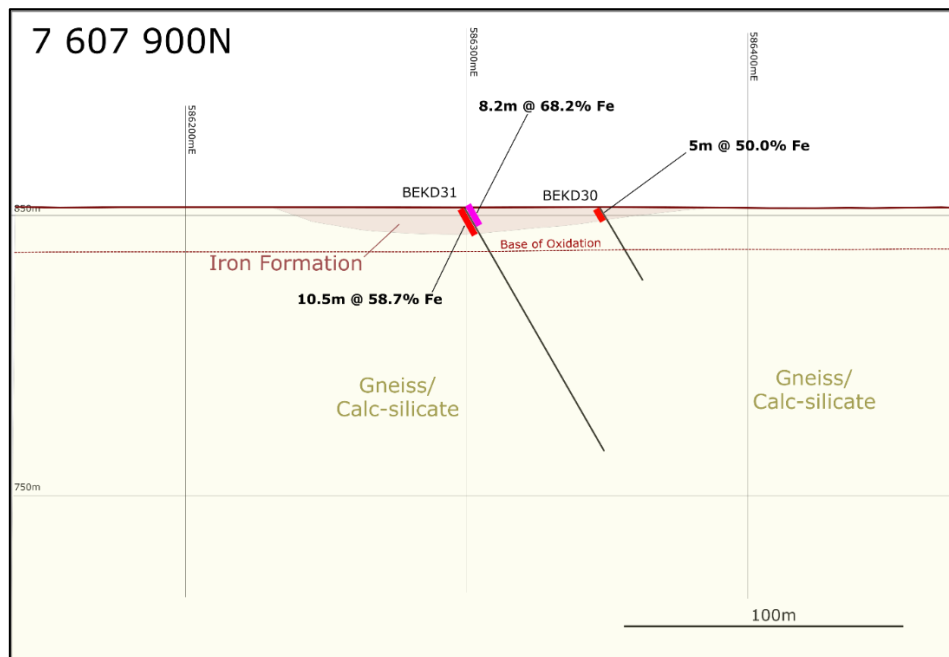 7 607 900N
586200mE
586300mE
586400mE
8.2m @ 68.2% Fe
5m @ 50.0% Fe
BEKD31
BEKD30
850m
Base of Oxidation
Iron Formation
10.5m @ 58.7% Fe
Gneiss/
Calc-silicate
Gneiss/
Calc-silicate
750m
100m